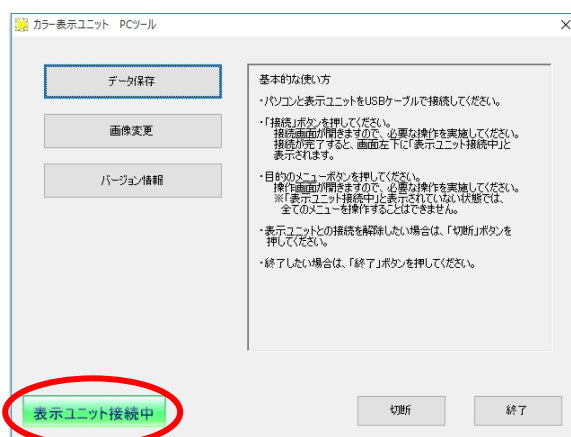 カラー表示ユニット PCツール
データ保存
画像変更
バージョン情報
基本的な使い方
・パソコンと表示ユニットをUSBケーブルで接続してください。
・「接続」ボタンを押してください。
接続画面が開きますので、必要な操作を実施してください。
接続が完了すると、画面左下に「表示ユニット接続中」と
表示されます。
・目的のメニューボタンを押してください。
操作画面が開きますので、必要な操作を実施してください。
※「表示ユニット接続中」と表示されていない状態では、
全てのメニューを操作することはできません。
・表示ユニットとの接続を解除したい場合は、「切断」ボタンを
押してください。
・終了したい場合は、「終了」ボタンを押してください。
表示ユニット接続中
切断
終了